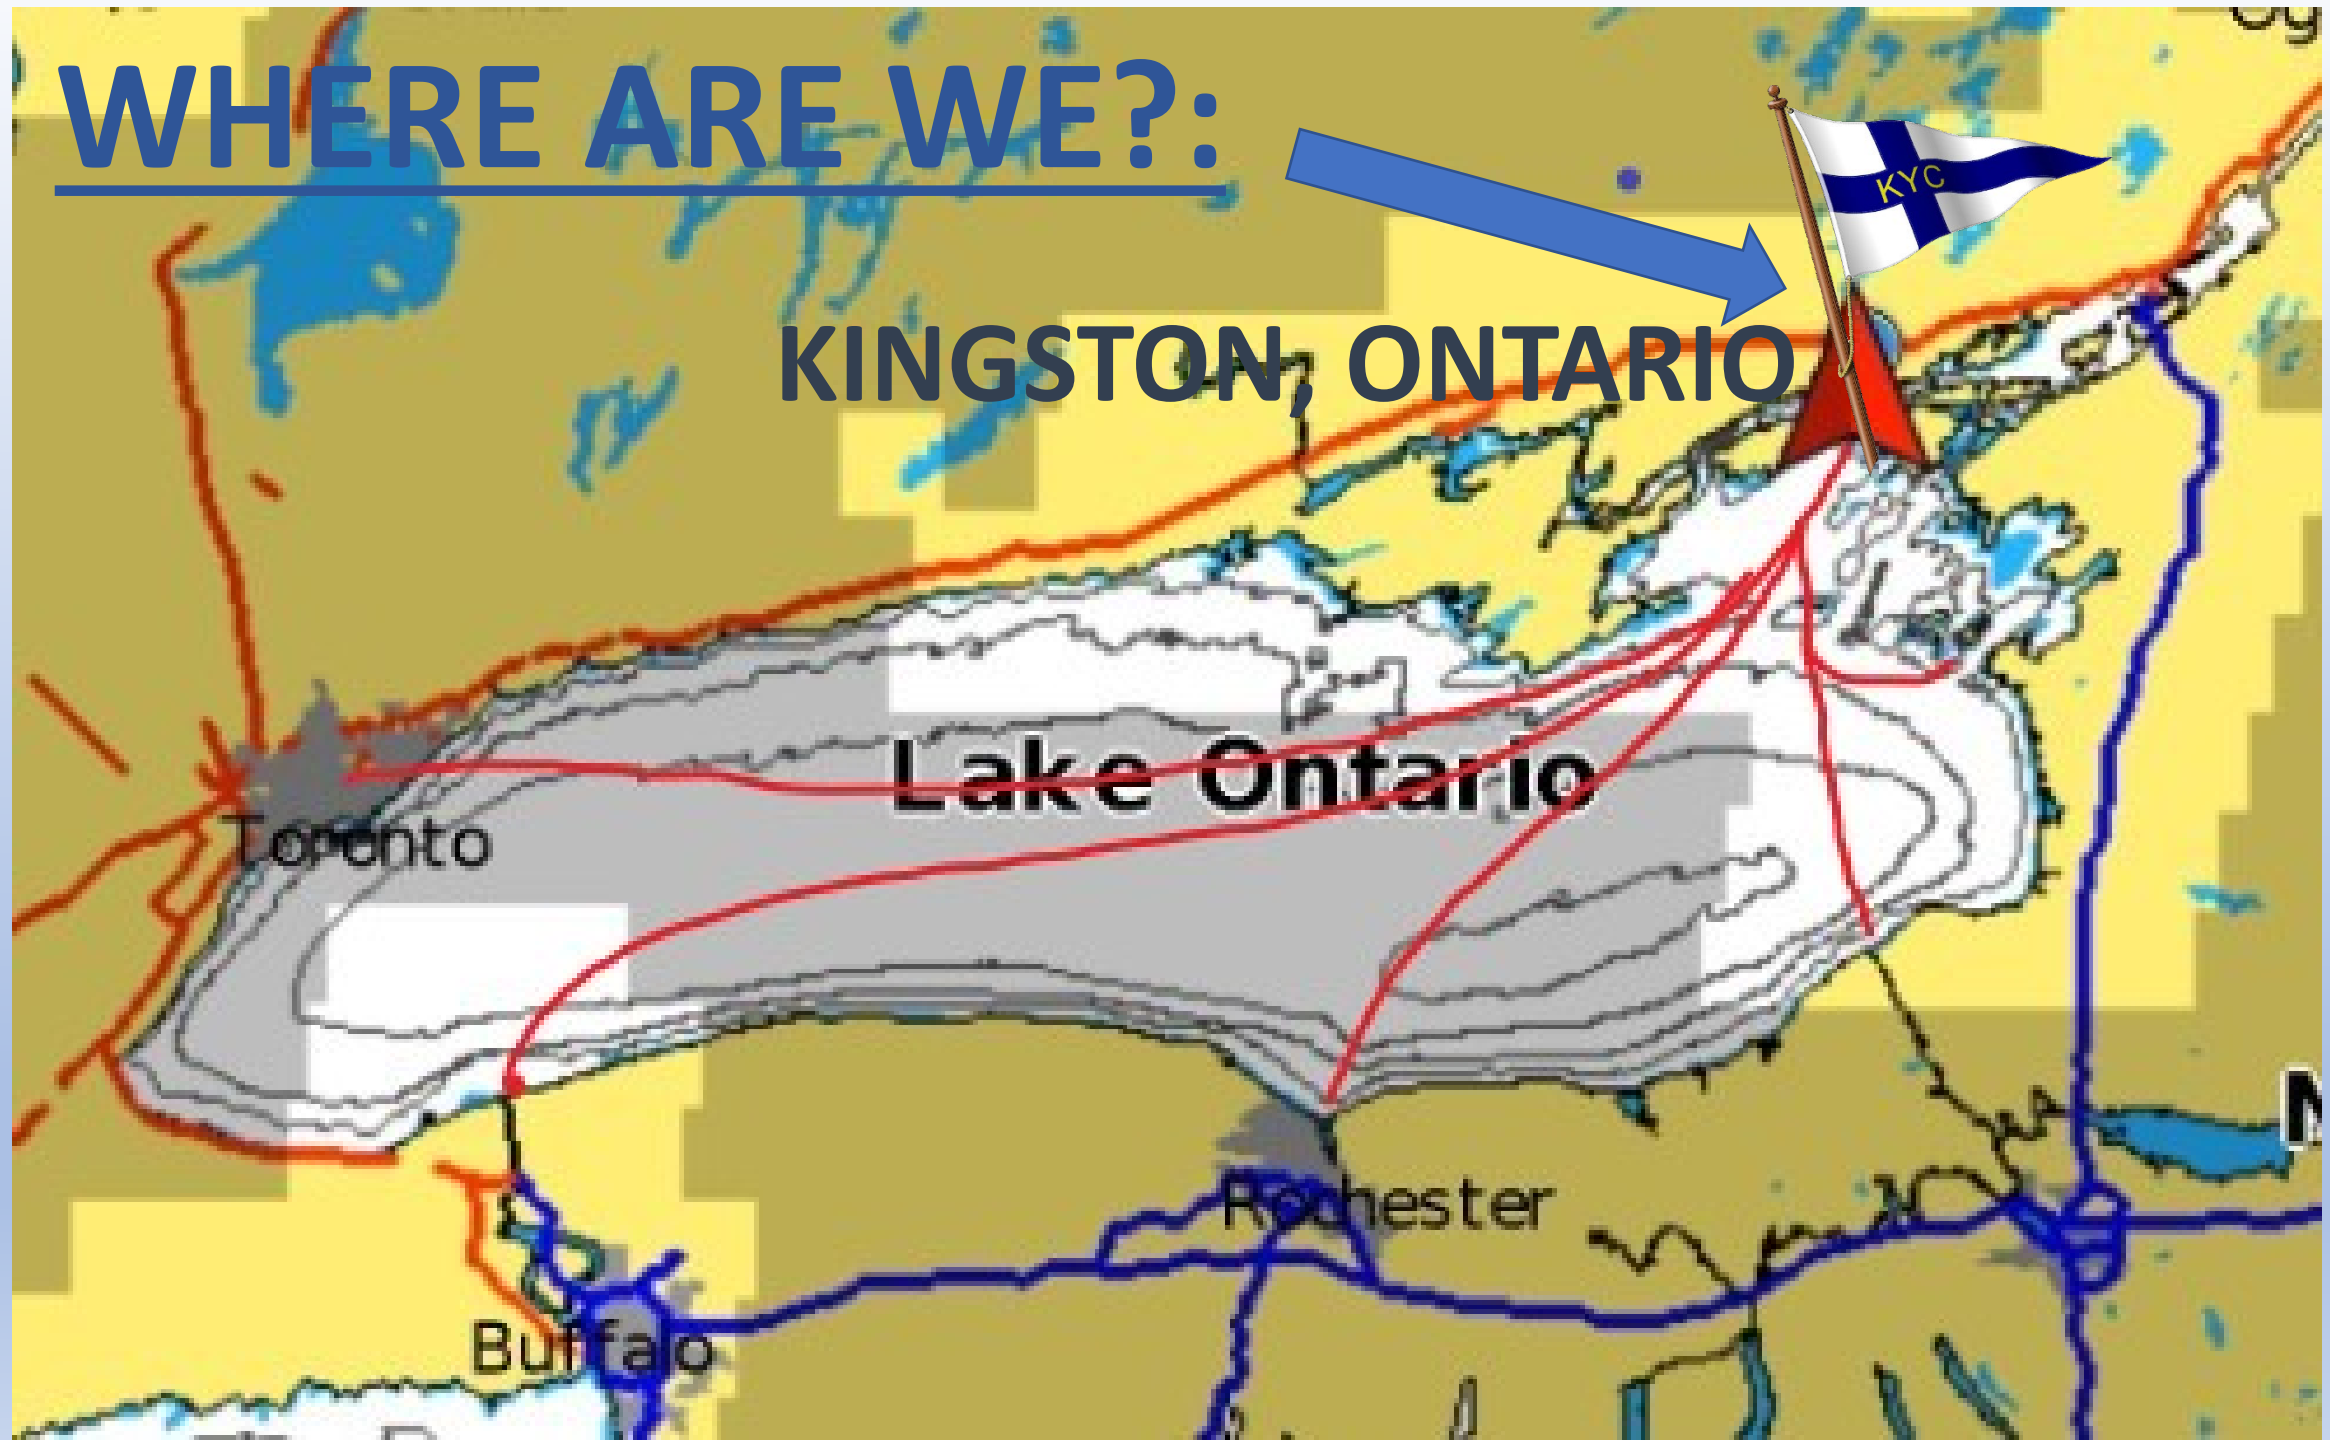 WHERE ARE WE?:
KYC
KINGSTON, ONTARIO
Lake Ontario
Toronto
Rochester
Buffalo